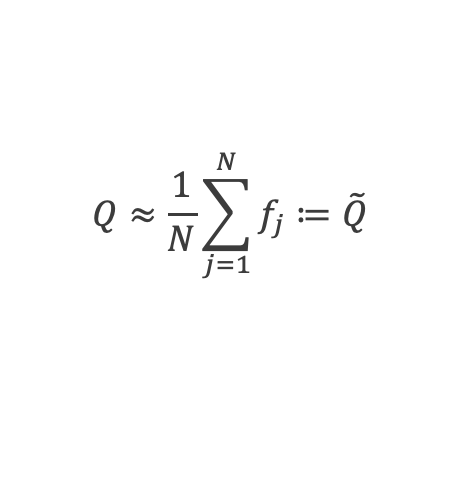 Q ≈ \frac{1}{N} \sum_{j=1}^{N} f_j := \tilde{Q}